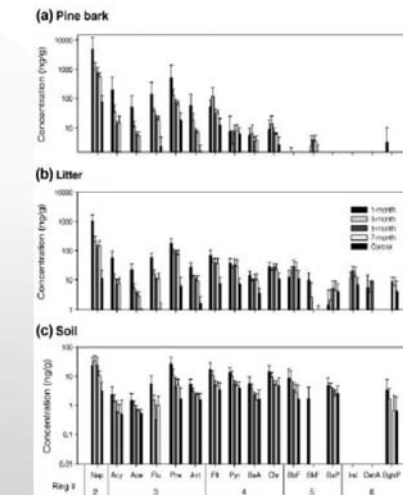 (a) Pine bark
Concentration (ng/g)
10000
1000
100
10
(b) Litter
Concentration (ng/g)
10000
1000
100
10
1
1-month
5-month
7-month
Control
(c) Soil
Concentration (ng/g)
100
10
1
0.1
0.01
Nap Acy Ace Flu Phe Ant Flt Pyr BaA Chr BbF BkF BaP Ind DahA BghiP
Ring # 2 3 4 5 6